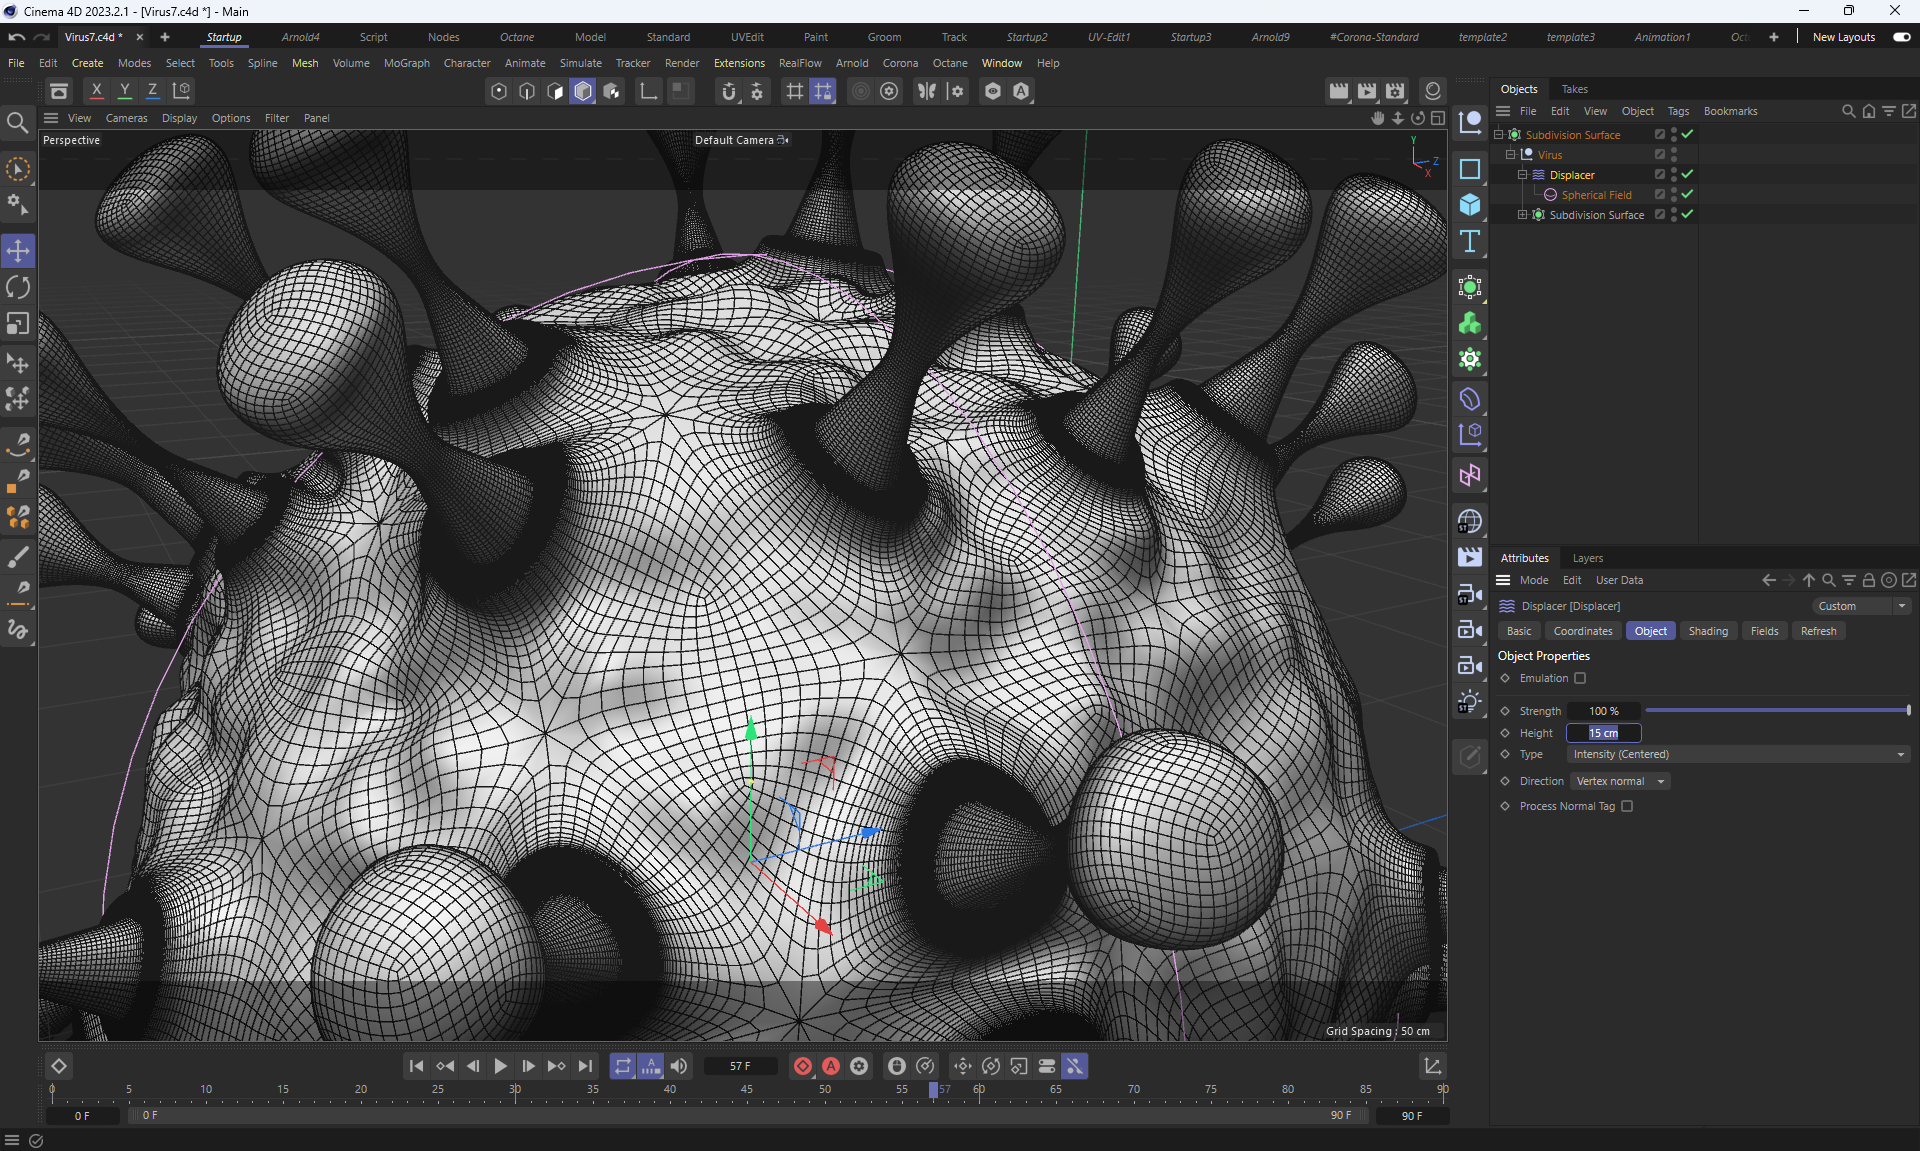 Cinema 4D 2023.2.1 - [Virus7.c4d *] - Main
Virus7.c4d *
Startup Arnold4 Script Nodes Octane Model Standard UVEdit Paint Groom Track Startup2 UV-Edit1 Startup3 Arnold9 #Corona-Standard template2 template3 Animation1 Oct New Layouts
File Edit Create Modes Select Tools Spline Mesh Volume MoGraph Character Animate Simulate Tracker Render Extensions RealFlow Arnold Corona Octane Window Help
X Y Z
Objects Takes
View Cameras Display Options Filter Panel
File Edit View Object Tags Bookmarks
Perspective
Default Camera
Y
Z
X
Subdivision Surface
Virus
Displacer
Spherical Field
Subdivision Surface
Attributes Layers
Mode Edit User Data
Displacer [Displacer]
Custom
Basic Coordinates Object Shading Fields Refresh
Object Properties
Emulation
Strength 100 %
Height 15 cm
Type Intensity (Centered)
Direction Vertex normal
Process Normal Tag
ST
ST
ST
Grid Spacing : 50 cm
57 F
0 5 10 15 20 25 30 35 40 45 50 55 57 60 65 70 75 80 85 90
0 F 0 F 90 F 90 F